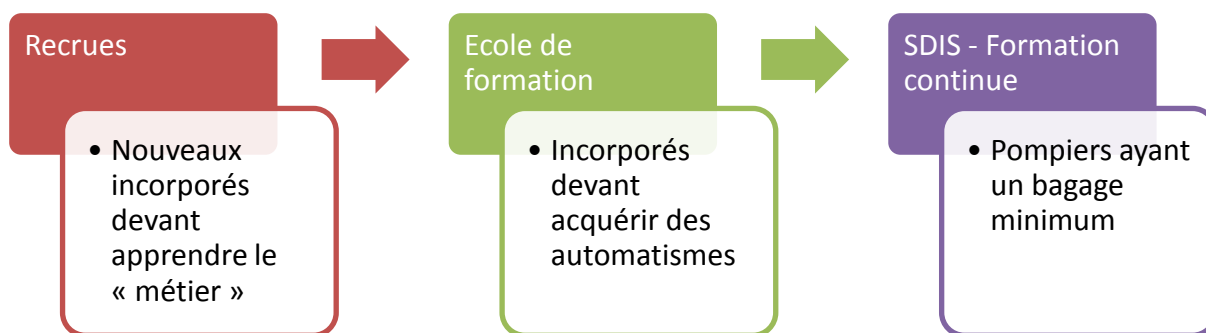 Recrues
• Nouveaux
incorporés
devant
apprendre le
« métier »
Ecole de
formation
• Incorporés
devant
acquérir des
automatismes
SDIS - Formation
continue
• Pompiers ayant
un bagage
minimum